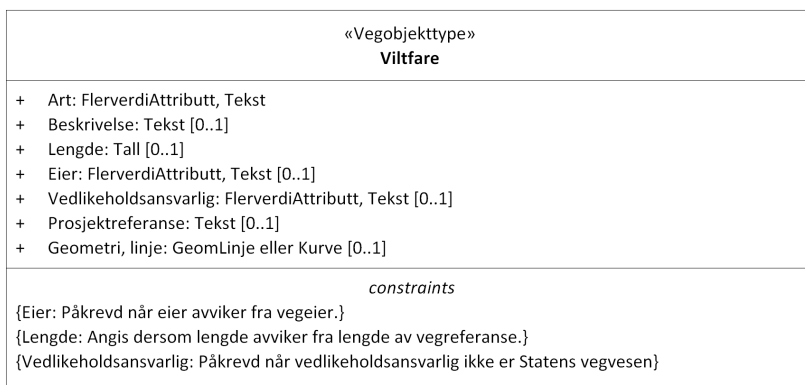 «Vegobjekttype»
Viltfare
+ Art: FlerverdiAttributt, Tekst
+ Beskrivelse: Tekst [0..1]
+ Lengde: Tall [0..1]
+ Eier: FlerverdiAttributt, Tekst [0..1]
+ Vedlikeholdsansvarlig: FlerverdiAttributt, Tekst [0..1]
+ Prosjektreferanse: Tekst [0..1]
+ Geometri, linje: GeomLinje eller Kurve [0..1]
constraints
{Eier: Påkrevd når eier avviker fra vegeier.}
{Lengde: Angis dersom lengde avviker fra lengde av vegreferanse.}
{Vedlikeholdsansvarlig: Påkrevd når vedlikeholdsansvarlig ikke er Statens vegvesen}